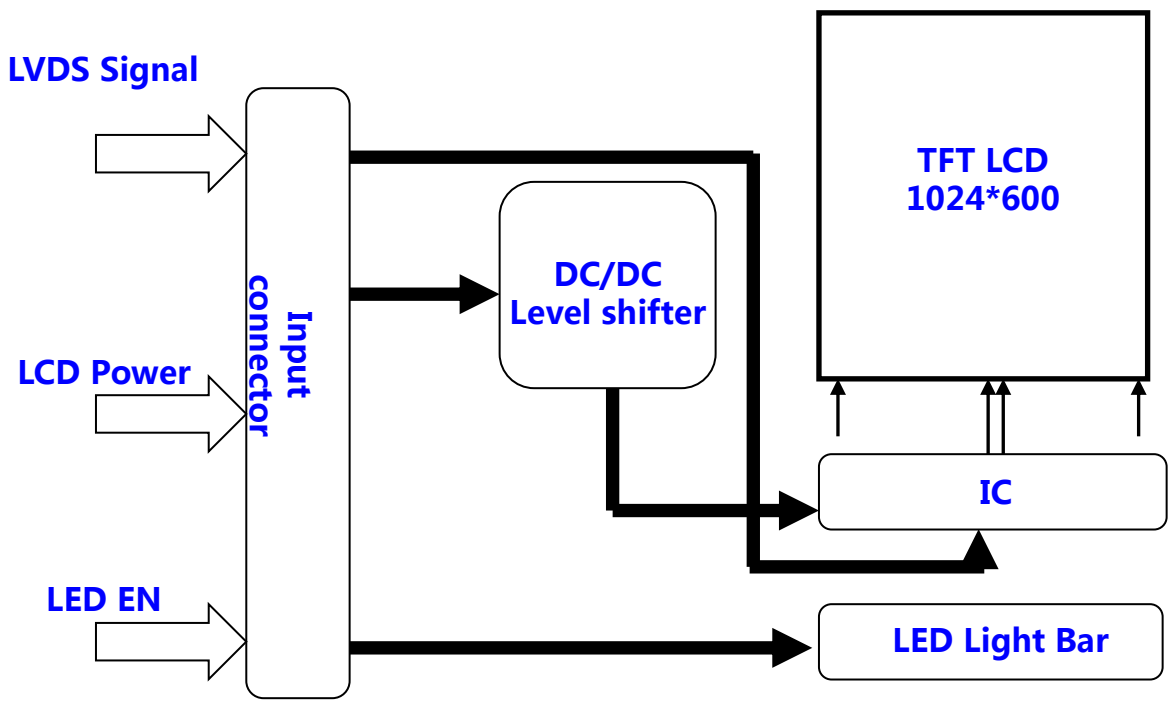 LVDS Signal
TFT LCD
1024*600
DC/DC
Level shifter
Input
connector
LCD Power
IC
LED EN
LED Light Bar